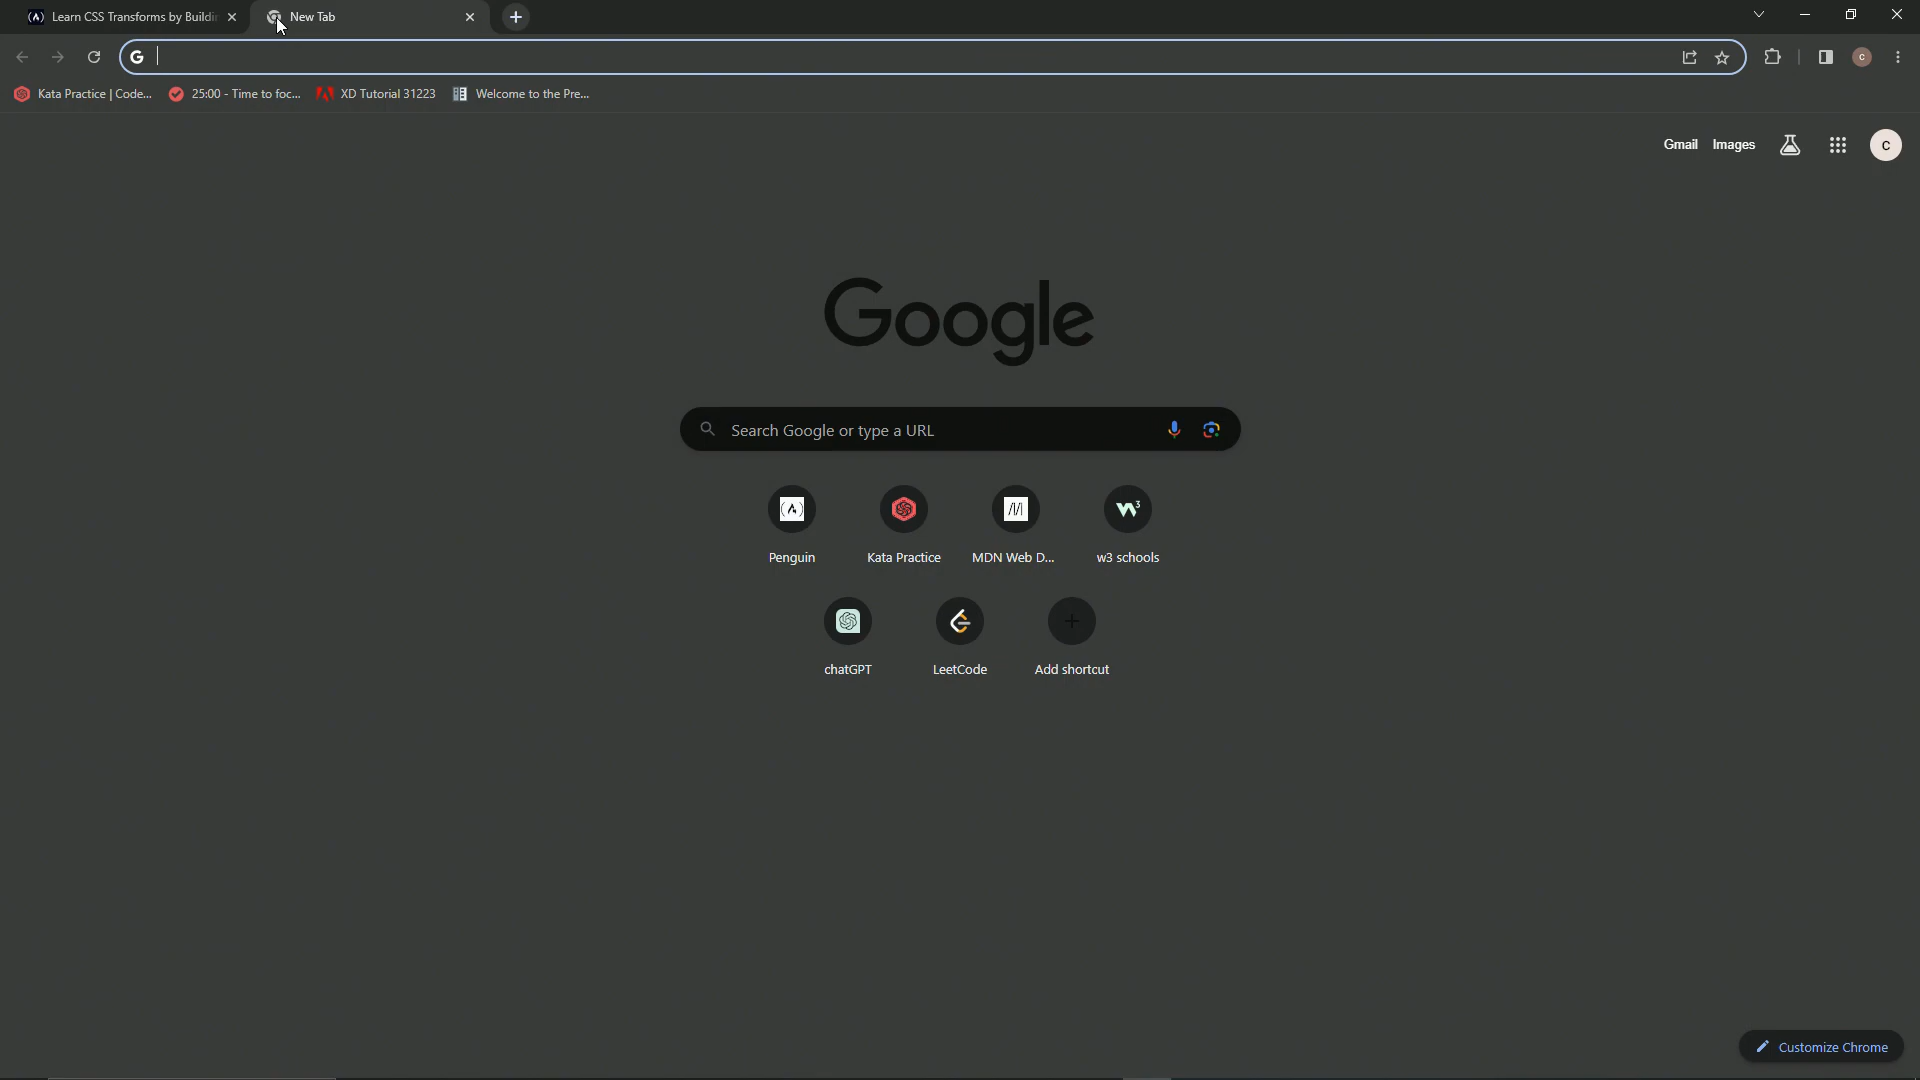 Learn CSS Transforms by Buildi
New Tab
Kata Practice | Code...
25:00 - Time to foc...
XD Tutorial 31223
Welcome to the Pre...
Gmail
Images
C
Google
Search Google or type a URL
Penguin
Kata Practice
MDN Web D...
w3 schools
chatGPT
LeetCode
Add shortcut
Customize Chrome